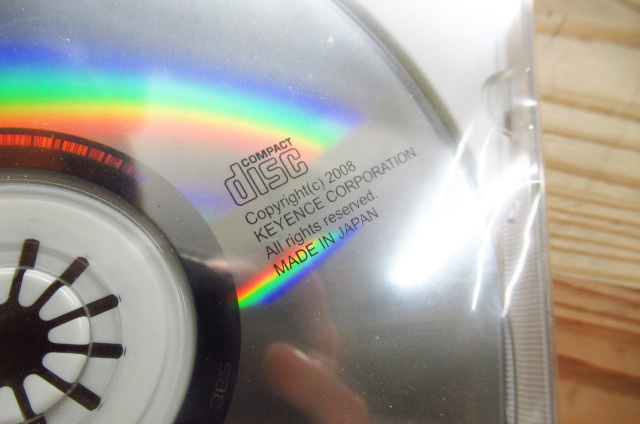 COMPACT
disc
Copyright(c) 2008
KEYENCE CORPORATION.
All rights reserved.
MADE IN JAPAN